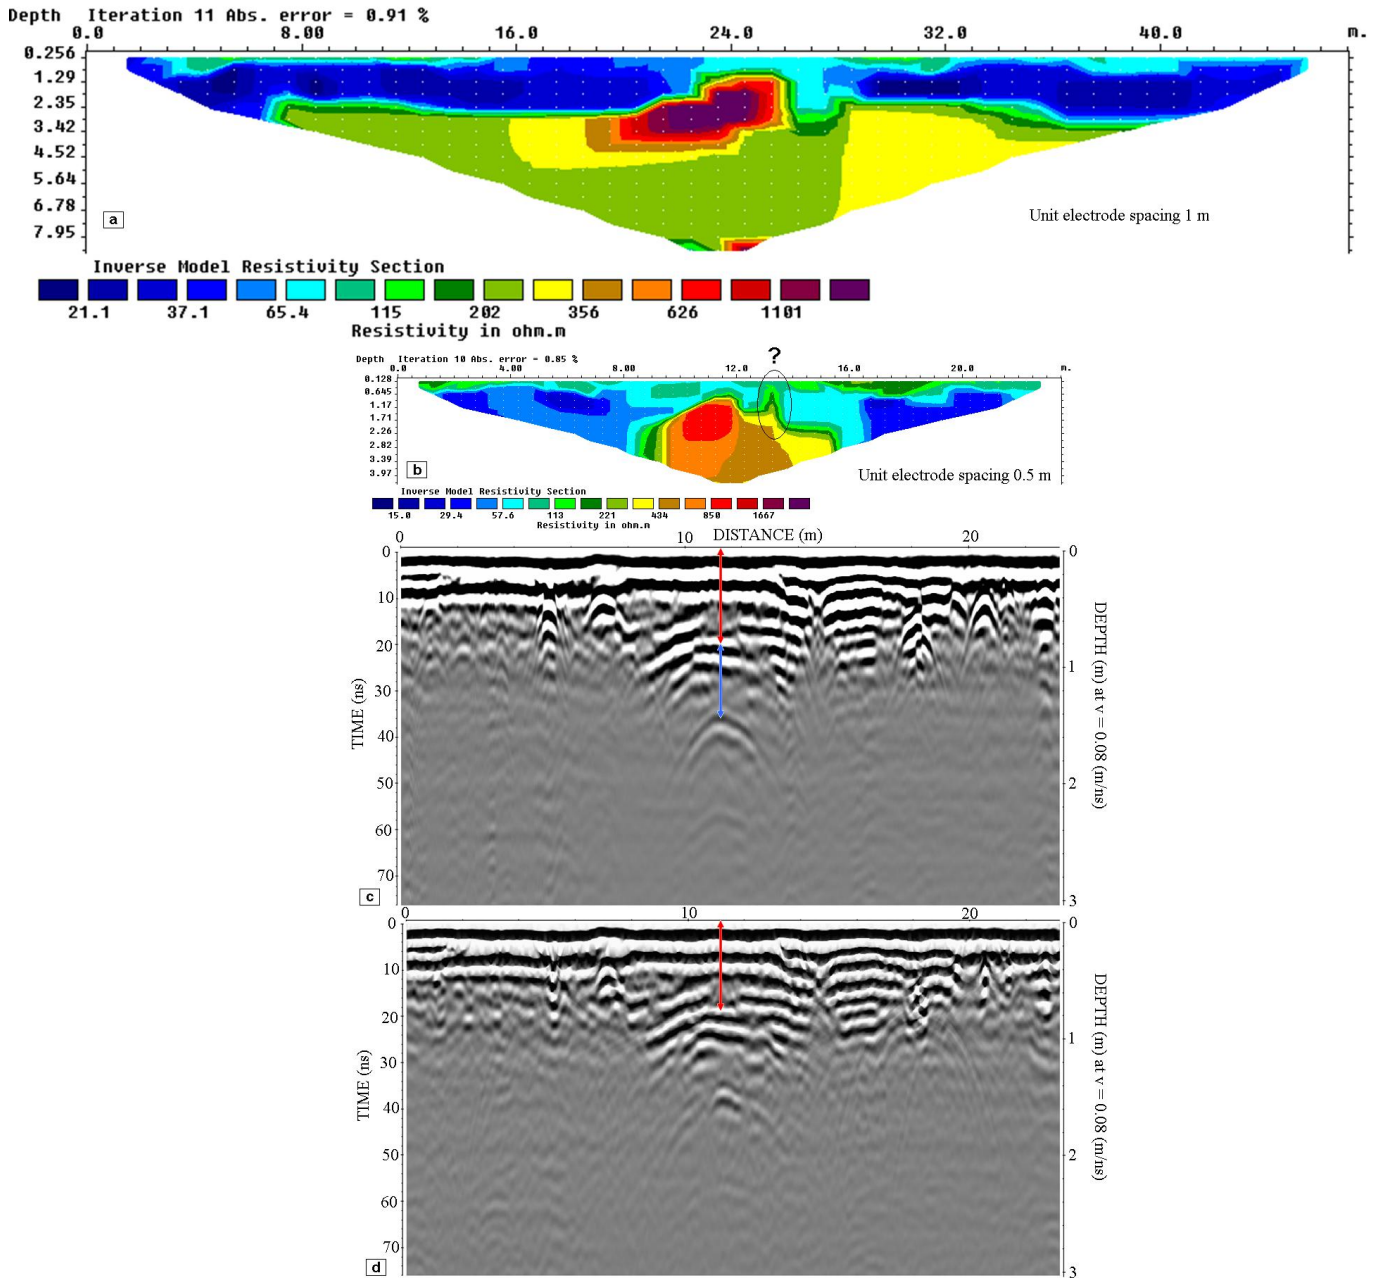 Depth Iteration 11 Abs. error = 0.91 %
0.0 8.00 16.0 24.0 32.0 40.0 m.
0.256
1.29
2.35
3.42
4.52
5.64
6.78
7.95
a
Unit electrode spacing 1 m
Inverse Model Resistivity Section
21.1 37.1 65.4 115 202 356 626 1101
Resistivity in ohm.m
?
Depth Iteration 10 Abs. error = 0.85 %
0.0 4.00 8.00 12.0 16.0 20.0 m.
0.128
0.645
1.17
1.71
2.26
2.82
3.39
3.97
b
Unit electrode spacing 0.5 m
Inverse Model Resistivity Section
15.0 29.4 57.6 113 221 434 850 1667
Resistivity in ohm.m
0 10 DISTANCE (m) 20
0
10
20
30
40
50
60
70
TIME (ns)
0
1
2
3
DEPTH (m) at v = 0.08 (m/ns)
c
0 10 20
0
10
20
30
40
50
60
70
TIME (ns)
0
1
2
3
DEPTH (m) at v = 0.08 (m/ns)
d